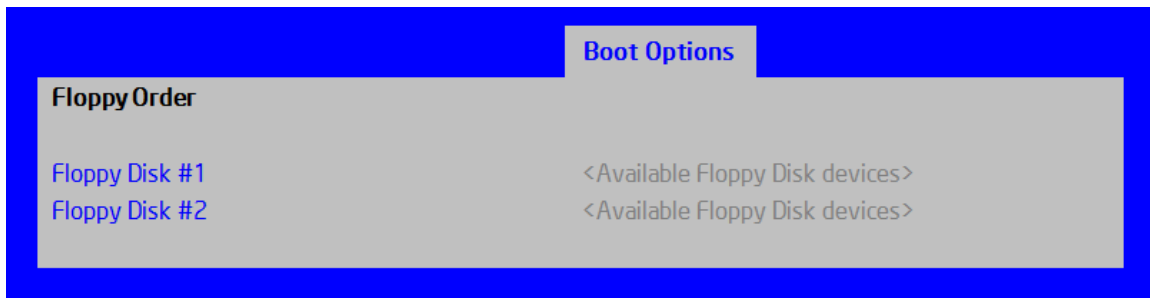 Boot Options
Floppy Order
Floppy Disk #1 <Available Floppy Disk devices>
Floppy Disk #2 <Available Floppy Disk devices>